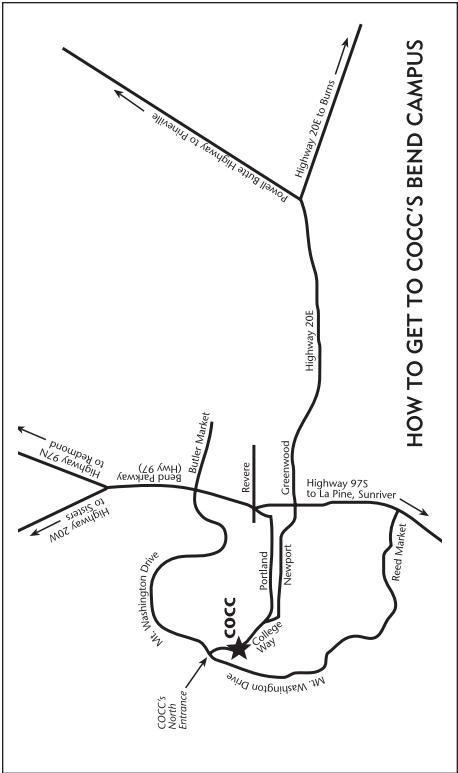 HOW TO GET TO COCC'S BEND CAMPUS
Powell Butte Highway to Prineville
Highway 20E to Burns
Highway 20E
Highway 97N
to Redmond
Highway 20W
to Sisters
Bend Parkway
(Hwy 97)
Butler Market
Revere
Greenwood
Highway 97S
to La Pine, Sunriver
Reed Market
Portland
Newport
Mt. Washington Drive
COCC
College
Way
Mt. Washington Drive
COCC's
North
Entrance